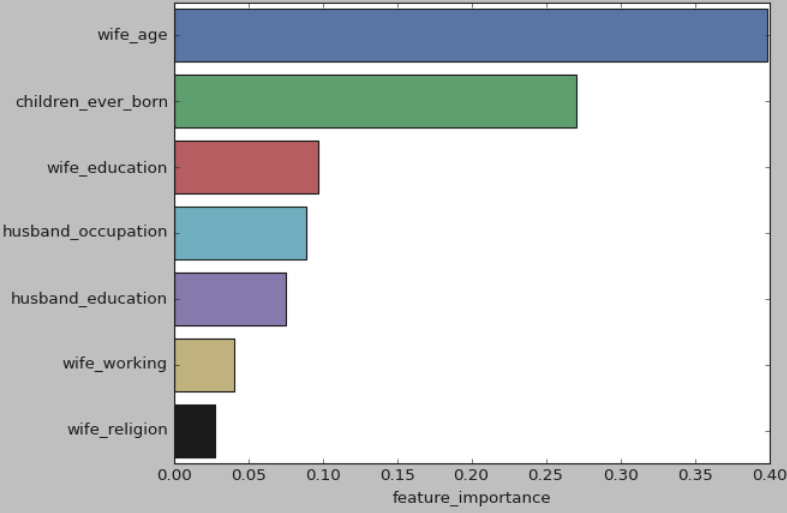 wife_age
children_ever_born
wife_education
husband_occupation
husband_education
wife_working
wife_religion
0.00 0.05 0.10 0.15 0.20 0.25 0.30 0.35 0.40
feature_importance